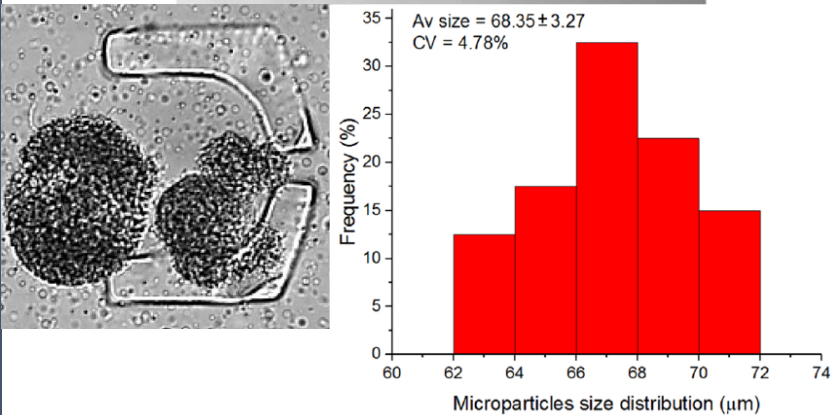 Av size = 68.35±3.27
CV = 4.78%
35
30
25
20
15
10
5
0
Frequency (%)
60 62 64 66 68 70 72 74
Microparticles size distribution (μm)